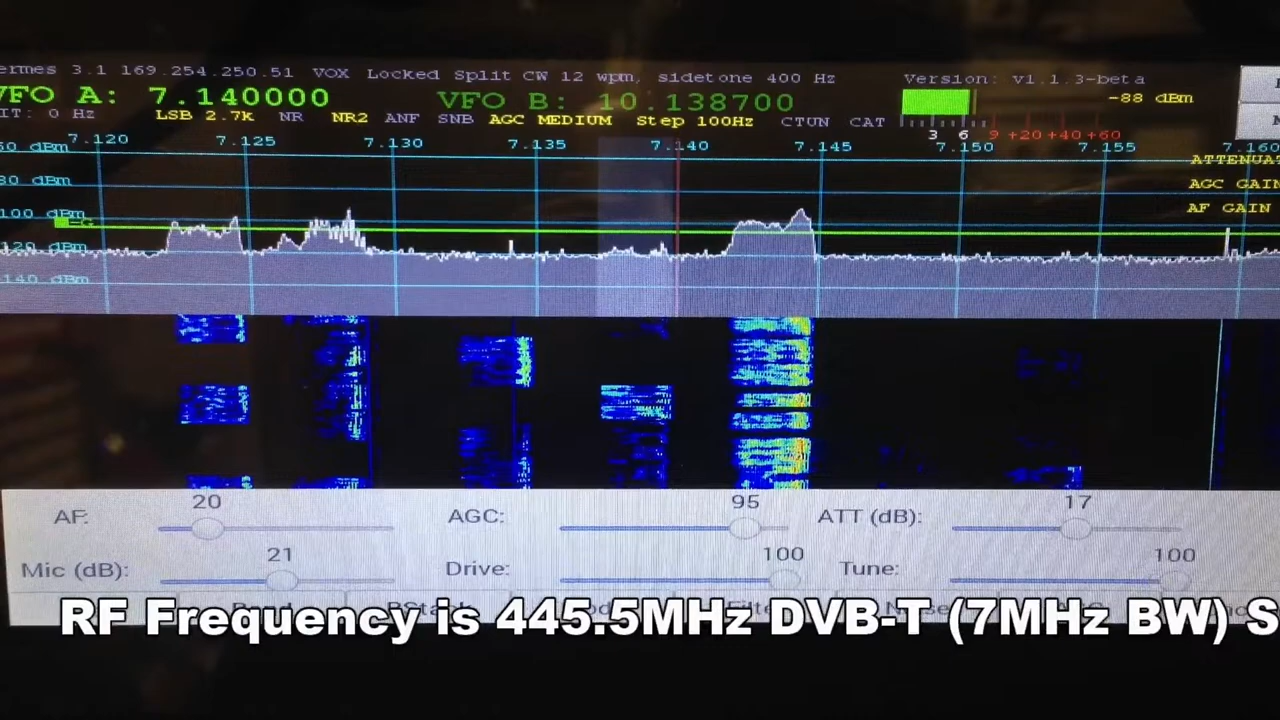 ermes 3.1 169.254.250.51 VOX Locked Split CW 12 wpm, sidetone 400 Hz Version: v1.1.3-beta
VFO A: 7.140000 VFO B: 10.138700 -88 dBm
IT: 0 Hz LSB 2.7k NR NR2 ANF SNB AGC MEDIUM Step 100Hz CTUN CAT 3 6 9 +20 +40 +60
7.120 7.125 7.130 7.135 7.140 7.145 7.150 7.155 7.160
60 dBm ATTENUAT
80 dBm AGC GAIN
100 dBm AF GAIN
120 dBm
140 dBm
20 95 17
AF: AGC: ATT (dB):
21 100 100
Mic (dB): Drive: Tune:
RF Frequency is 445.5MHz DVB-T (7MHz BW) S